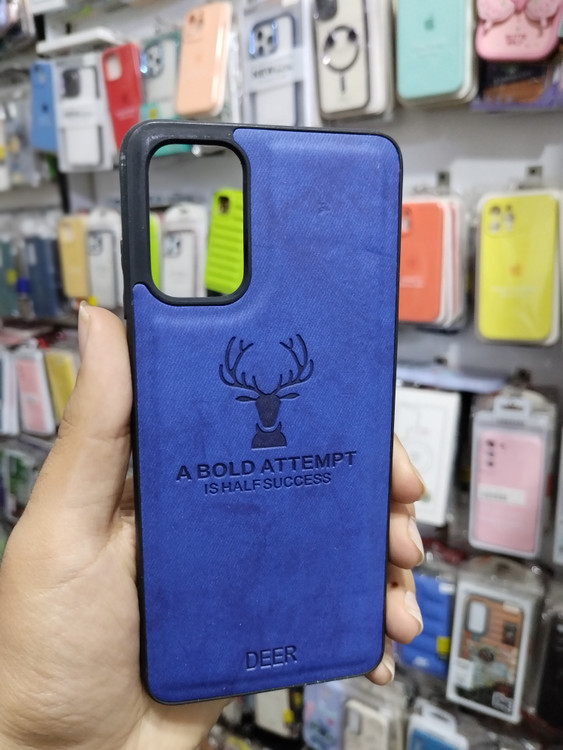 A BOLD ATTEMPT
IS HALF SUCCESS
DEER